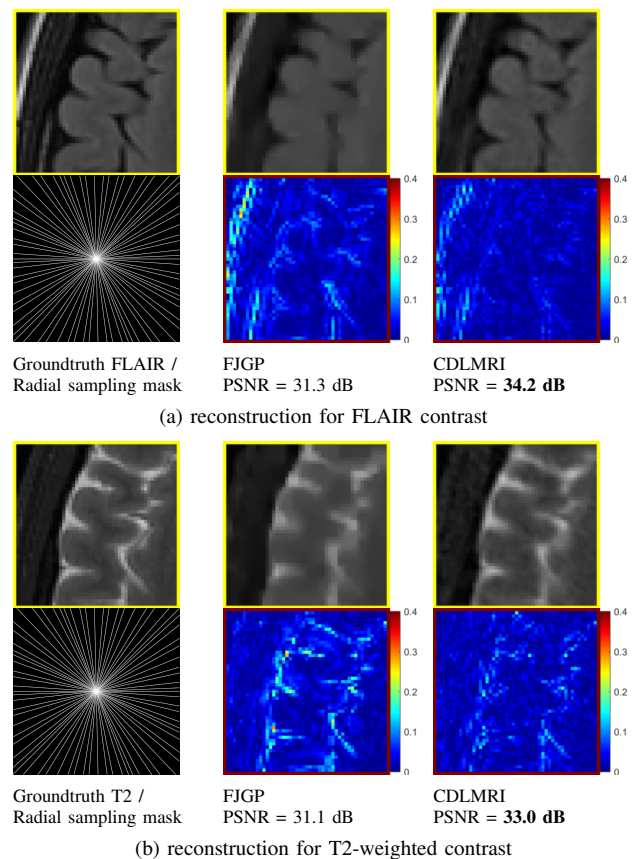 0.4
0.3
0.2
0.1
0
0.4
0.3
0.2
0.1
0
Groundtruth FLAIR /
Radial sampling mask
FJGP
PSNR = 31.3 dB
CDLMRI
PSNR = 34.2 dB
(a) reconstruction for FLAIR contrast
0.4
0.3
0.2
0.1
0
0.4
0.3
0.2
0.1
0
Groundtruth T2 /
Radial sampling mask
FJGP
PSNR = 31.1 dB
CDLMRI
PSNR = 33.0 dB
(b) reconstruction for T2-weighted contrast